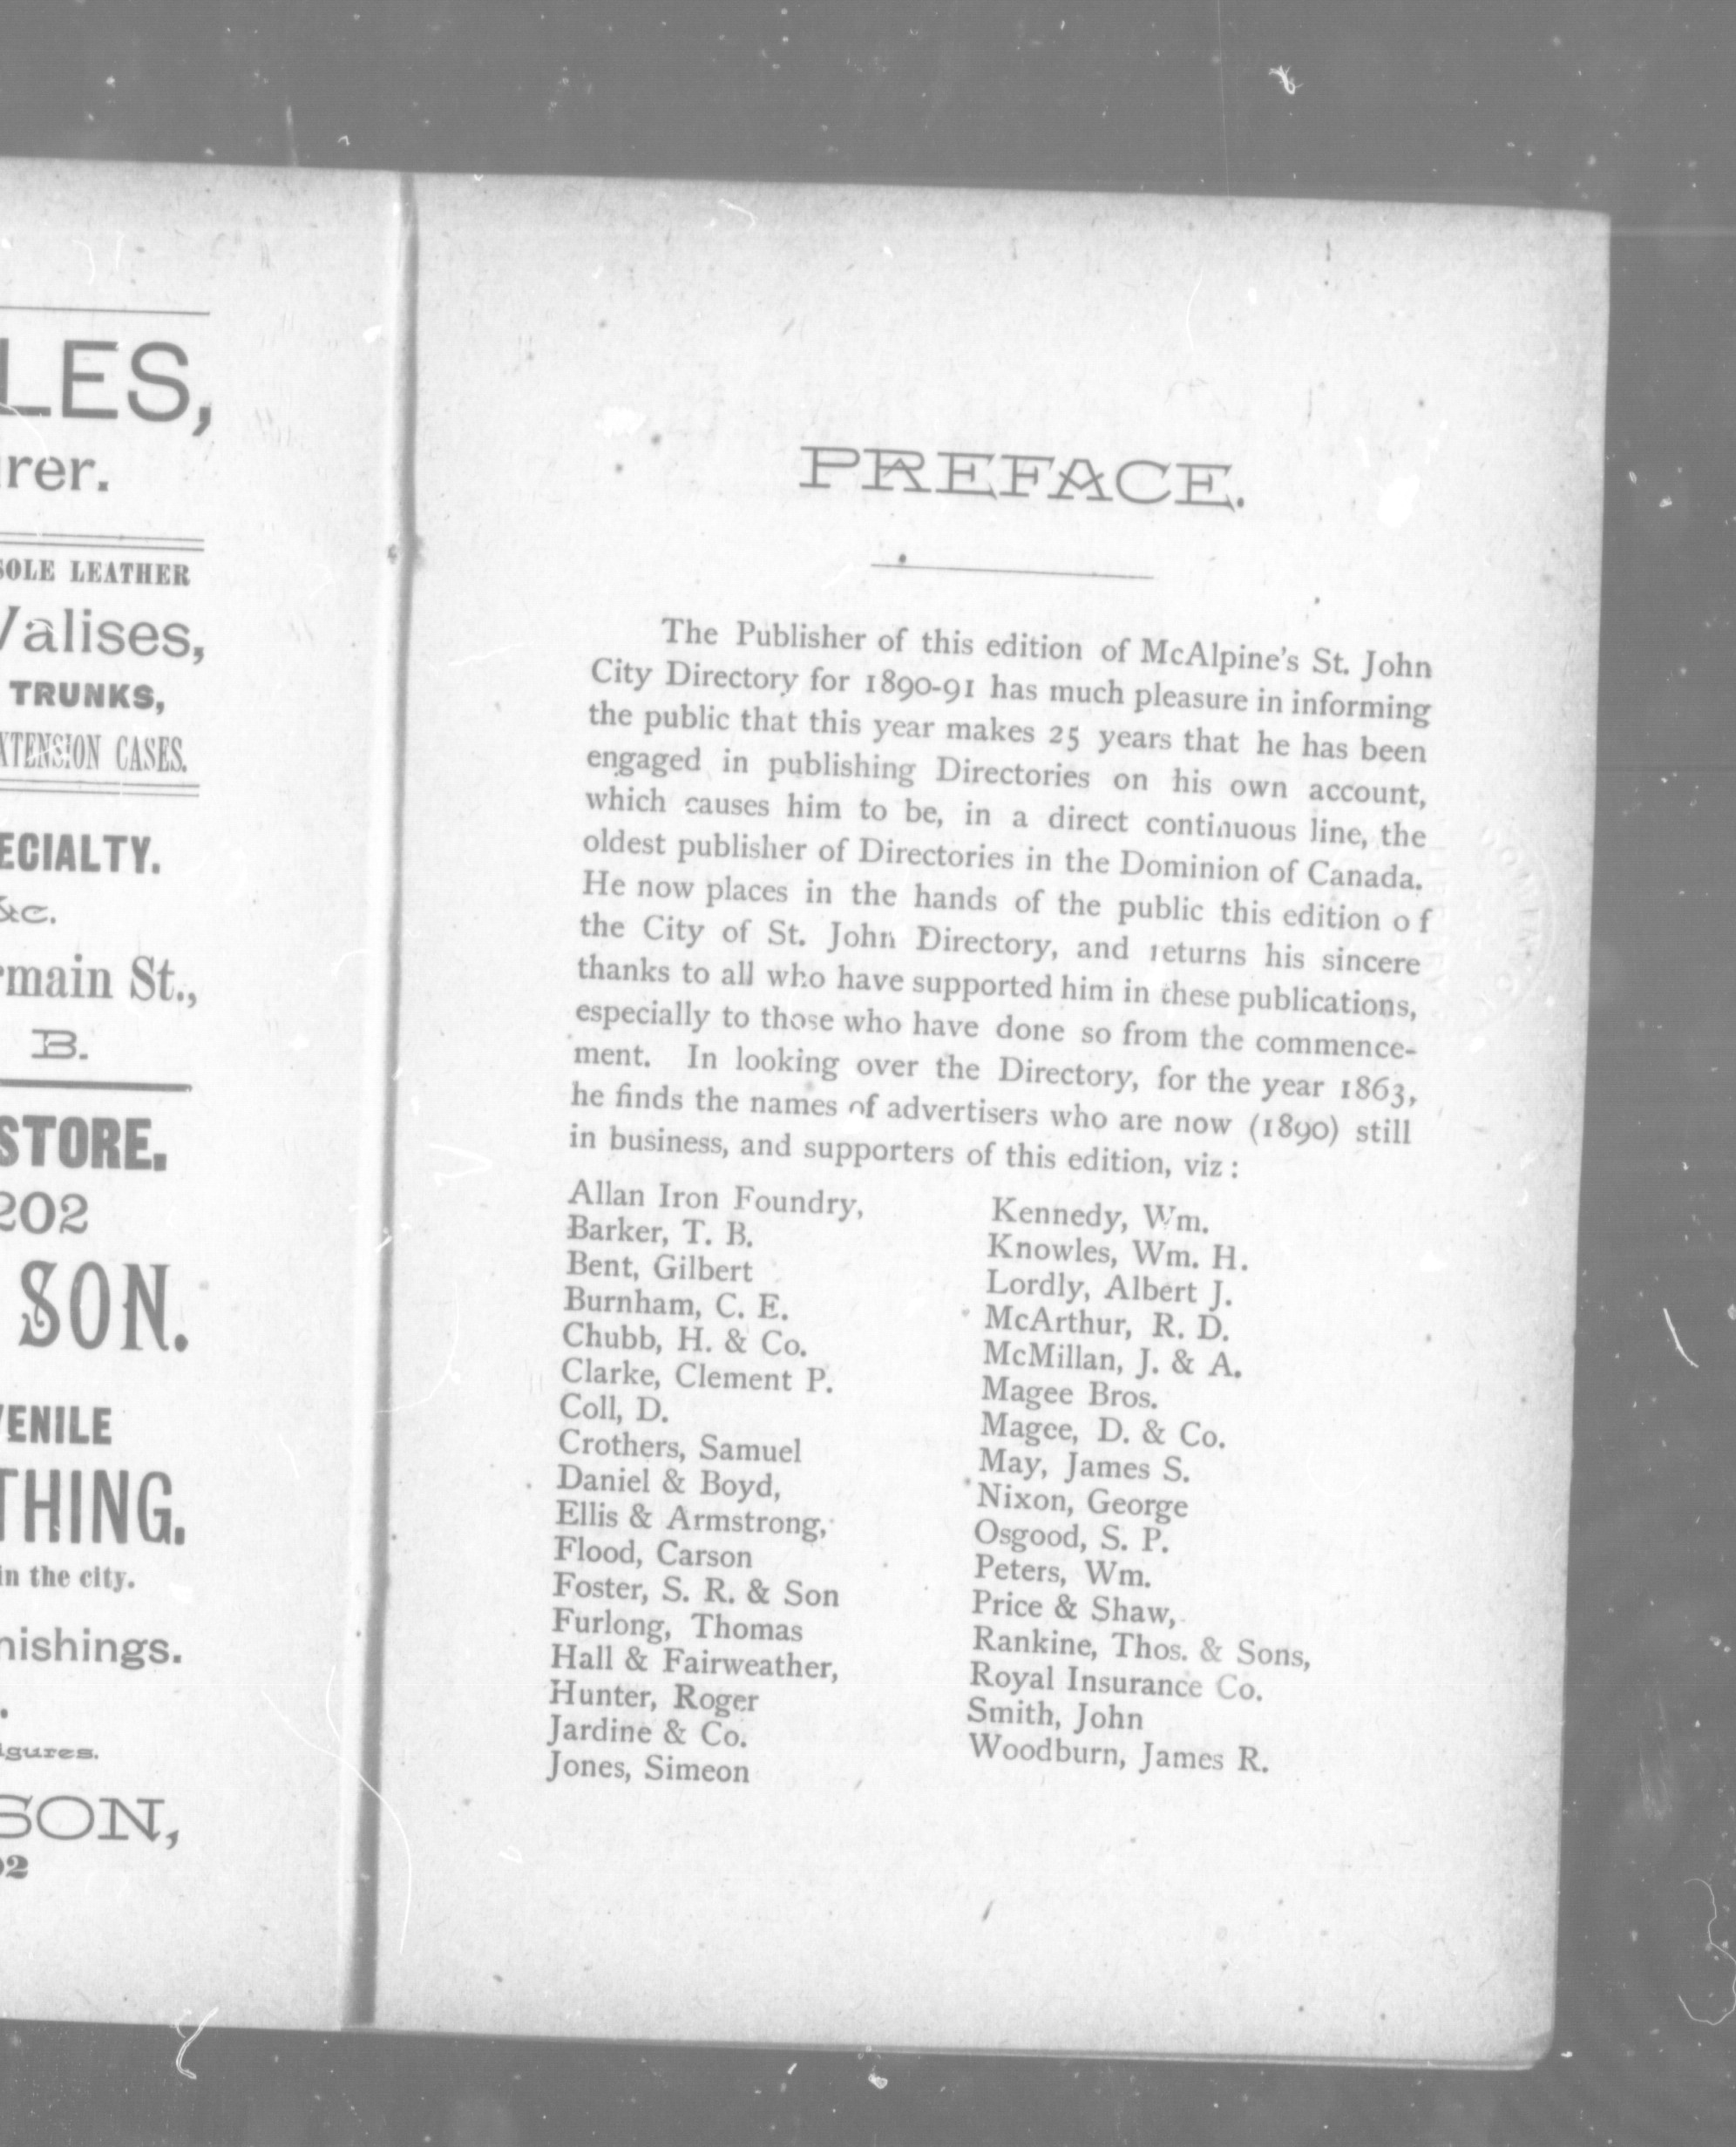 LES,
rer.
SOLE LEATHER
Valises,
TRUNKS,
EXTENSION CASES.
ECIALTY.
&c.
rmain St.,
B.
STORE.
202
SON.
VENILE
THING.
in the city.
nishings.
igures.
SON,
02
PREFACE.
The Publisher of this edition of McAlpine's St. John
City Directory for 1890-91 has much pleasure in informing
the public that this year makes 25 years that he has been
engaged in publishing Directories on his own account,
which causes him to be, in a direct continuous line, the
oldest publisher of Directories in the Dominion of Canada.
He now places in the hands of the public this edition of
the City of St. John Directory, and returns his sincere
thanks to all who have supported him in these publications,
especially to those who have done so from the commence-
ment. In looking over the Directory, for the year 1863,
he finds the names of advertisers who are now (1890) still
in business, and supporters of this edition, viz :
Allan Iron Foundry,
Barker, T. B.
Bent, Gilbert
Burnham, C. E.
Chubb, H. & Co.
Clarke, Clement P.
Coll, D.
Crothers, Samuel
Daniel & Boyd,
Ellis & Armstrong,
Flood, Carson
Foster, S. R. & Son
Furlong, Thomas
Hall & Fairweather,
Hunter, Roger
Jardine & Co.
Jones, Simeon
Kennedy, Wm.
Knowles, Wm. H.
Lordly, Albert J.
McArthur, R. D.
McMillan, J. & A.
Magee Bros.
Magee, D. & Co.
May, James S.
Nixon, George
Osgood, S. P.
Peters, Wm.
Price & Shaw,
Rankine, Thos. & Sons,
Royal Insurance Co.
Smith, John
Woodburn, James R.